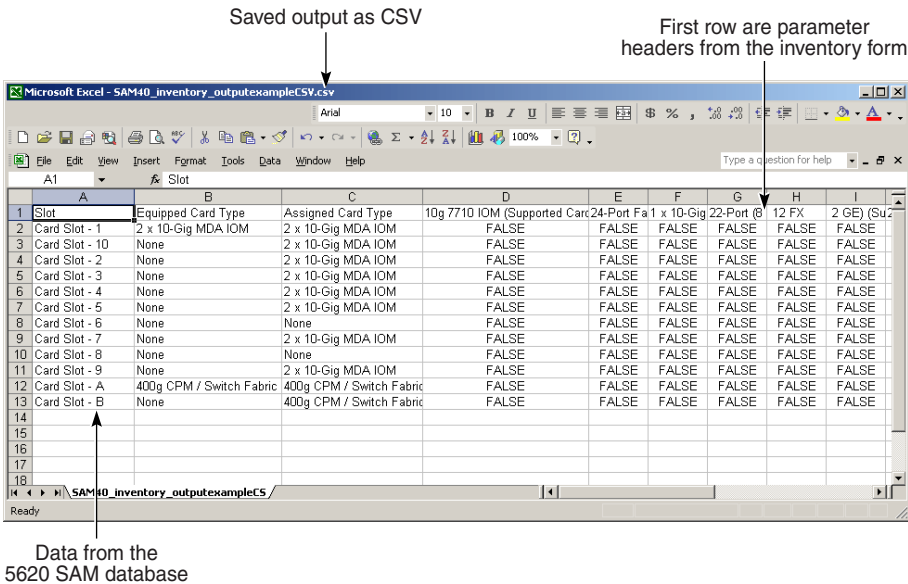 Saved output as CSV
First row are parameter
headers from the inventory form
Microsoft Excel - SAM40_inventory_outputexampleCSV.csv
Arial 10 B I U $ % ,
Σ 100%
File Edit View Insert Format Tools Data Window Help Type a question for help
A1 fx Slot
A B C D E F G H I
1 Slot Equipped Card Type Assigned Card Type 10g 7710 IOM (Supported Card 24-Port Fa 1 x 10-Gig 22-Port (8 12 FX 2 GE) (Su 2
2 Card Slot - 1 2 x 10-Gig MDA IOM 2 x 10-Gig MDA IOM FALSE FALSE FALSE FALSE FALSE FALSE
3 Card Slot - 10 None 2 x 10-Gig MDA IOM FALSE FALSE FALSE FALSE FALSE FALSE
4 Card Slot - 2 None 2 x 10-Gig MDA IOM FALSE FALSE FALSE FALSE FALSE FALSE
5 Card Slot - 3 None 2 x 10-Gig MDA IOM FALSE FALSE FALSE FALSE FALSE FALSE
6 Card Slot - 4 None 2 x 10-Gig MDA IOM FALSE FALSE FALSE FALSE FALSE FALSE
7 Card Slot - 5 None 2 x 10-Gig MDA IOM FALSE FALSE FALSE FALSE FALSE FALSE
8 Card Slot - 6 None None FALSE FALSE FALSE FALSE FALSE FALSE
9 Card Slot - 7 None 2 x 10-Gig MDA IOM FALSE FALSE FALSE FALSE FALSE FALSE
10 Card Slot - 8 None None FALSE FALSE FALSE FALSE FALSE FALSE
11 Card Slot - 9 None 2 x 10-Gig MDA IOM FALSE FALSE FALSE FALSE FALSE FALSE
12 Card Slot - A 400g CPM / Switch Fabric 400g CPM / Switch Fabric FALSE FALSE FALSE FALSE FALSE FALSE
13 Card Slot - B None 400g CPM / Switch Fabric FALSE FALSE FALSE FALSE FALSE FALSE
14
15
16
17
18
SAM40_inventory_outputexampleCS
Ready
Data from the
5620 SAM database